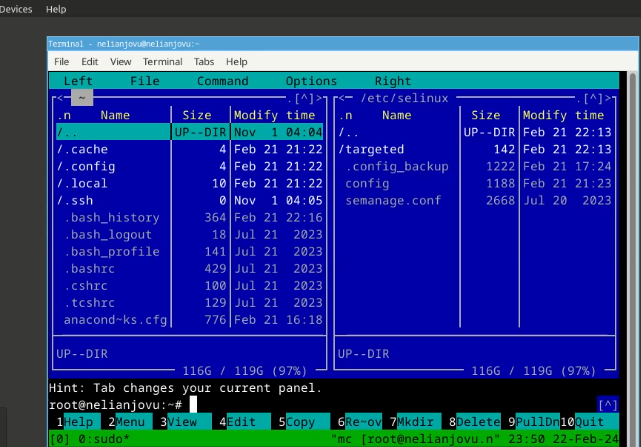 Devices Help
Terminal - nelianjovu@nelianjovu:~
File Edit View Terminal Tabs Help
Left File Command Options Right
<- ~ .[^]> <- /etc/selinux .[^]>
.n Name Size Modify time .n Name Size Modify time
/.. UP--DIR Nov 1 04:04 /.. UP--DIR Feb 21 22:13
/.cache 4 Feb 21 21:22 /targeted 142 Feb 21 22:13
/.config 4 Feb 21 21:22 .config_backup 1222 Feb 21 17:24
/.local 10 Feb 21 21:22 config 1188 Feb 21 21:23
/.ssh 0 Nov 1 04:05 semanage.conf 2668 Jul 20 2023
.bash_history 364 Feb 21 22:16
.bash_logout 18 Jul 21 2023
.bash_profile 141 Jul 21 2023
.bashrc 429 Jul 21 2023
.cshrc 100 Jul 21 2023
.tcshrc 129 Jul 21 2023
anacond~ks.cfg 776 Feb 21 16:18
UP--DIR UP--DIR
116G / 119G (97%) 116G / 119G (97%)
Hint: Tab changes your current panel.
root@nelianjovu:~# [^]
1Help 2Menu 3View 4Edit 5Copy 6Re~ov 7Mkdir 8Delete 9PullDn 10Quit
[0] 0:sudo* "mc [root@nelianjovu.n" 23:50 22-Feb-24